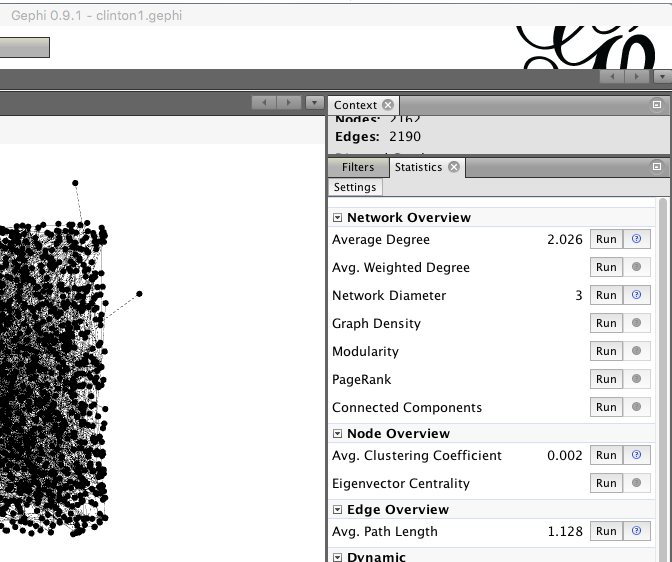 Gephi 0.9.1 - clinton1.gephi
Context
Nodes: 2162
Edges: 2190
Filters Statistics
Settings
Network Overview
Average Degree 2.026 Run
Avg. Weighted Degree Run
Network Diameter 3 Run
Graph Density Run
Modularity Run
PageRank Run
Connected Components Run
Node Overview
Avg. Clustering Coefficient 0.002 Run
Eigenvector Centrality Run
Edge Overview
Avg. Path Length 1.128 Run
Dynamic